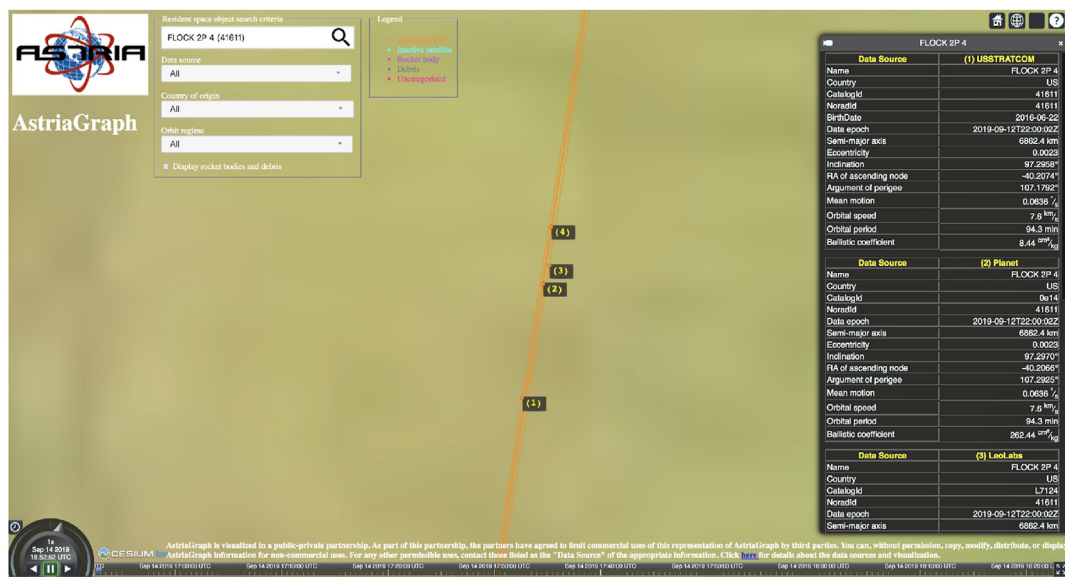 Resident space object search criteria
FLOCK 2P 4 (41611)
Data source
All
Country of origin
All
Orbit regime
All
Display rocket bodies and debris
Legend
Inactive satellite
Rocket body
Debris
Uncategorized
ASTRIA
AstriaGraph
(4)
(3)
(2)
(1)
FLOCK 2P 4
Data Source (1) USSTRATCOM
Name FLOCK 2P 4
Country US
CatalogId 41611
NoradId 41611
BirthDate 2016-06-22
Data epoch 2019-09-12T22:00:02Z
Semi-major axis 6862.4 km
Eccentricity 0.0023
Inclination 97.2958°
RA of ascending node -40.2074°
Argument of perigee 107.1792°
Mean motion 0.0636 °/s
Orbital speed 7.6 km/s
Orbital period 94.3 min
Ballistic coefficient 8.44 cm²/kg
Data Source (2) Planet
Name FLOCK 2P 4
Country US
CatalogId 0e14
NoradId 41611
Data epoch 2019-09-12T22:00:02Z
Semi-major axis 6862.4 km
Eccentricity 0.0023
Inclination 97.2970°
RA of ascending node -40.2066°
Argument of perigee 107.2925°
Mean motion 0.0636 °/s
Orbital speed 7.6 km/s
Orbital period 94.3 min
Ballistic coefficient 262.44 cm²/kg
Data Source (3) LeoLabs
Name FLOCK 2P 4
Country US
CatalogId L7124
NoradId 41611
Data epoch 2019-09-12T22:00:02Z
Semi-major axis 6862.4 km
1x
Sep 14 2019
16:52:52 UTC
CESIUM
AstriaGraph is visualized in a public-private partnership. As part of this partnership, the partners have agreed to limit commercial uses of this representation of AstriaGraph by third parties. You can, without permission, copy, modify, distribute, or display
AstriaGraph information for non-commercial uses. For any other permissible uses, contact those listed as the "Data Source" of the appropriate information. Click here for details about the data sources and visualization.
UTC Sep 14 2019 17:00:00 UTC Sep 14 2019 17:10:00 UTC Sep 14 2019 17:20:00 UTC Sep 14 2019 17:30:00 UTC Sep 14 2019 17:40:00 UTC Sep 14 2019 17:50:00 UTC Sep 14 2019 18:00:00 UTC Sep 14 2019 18:10:00 UTC Sep 14 2019 18:20:00